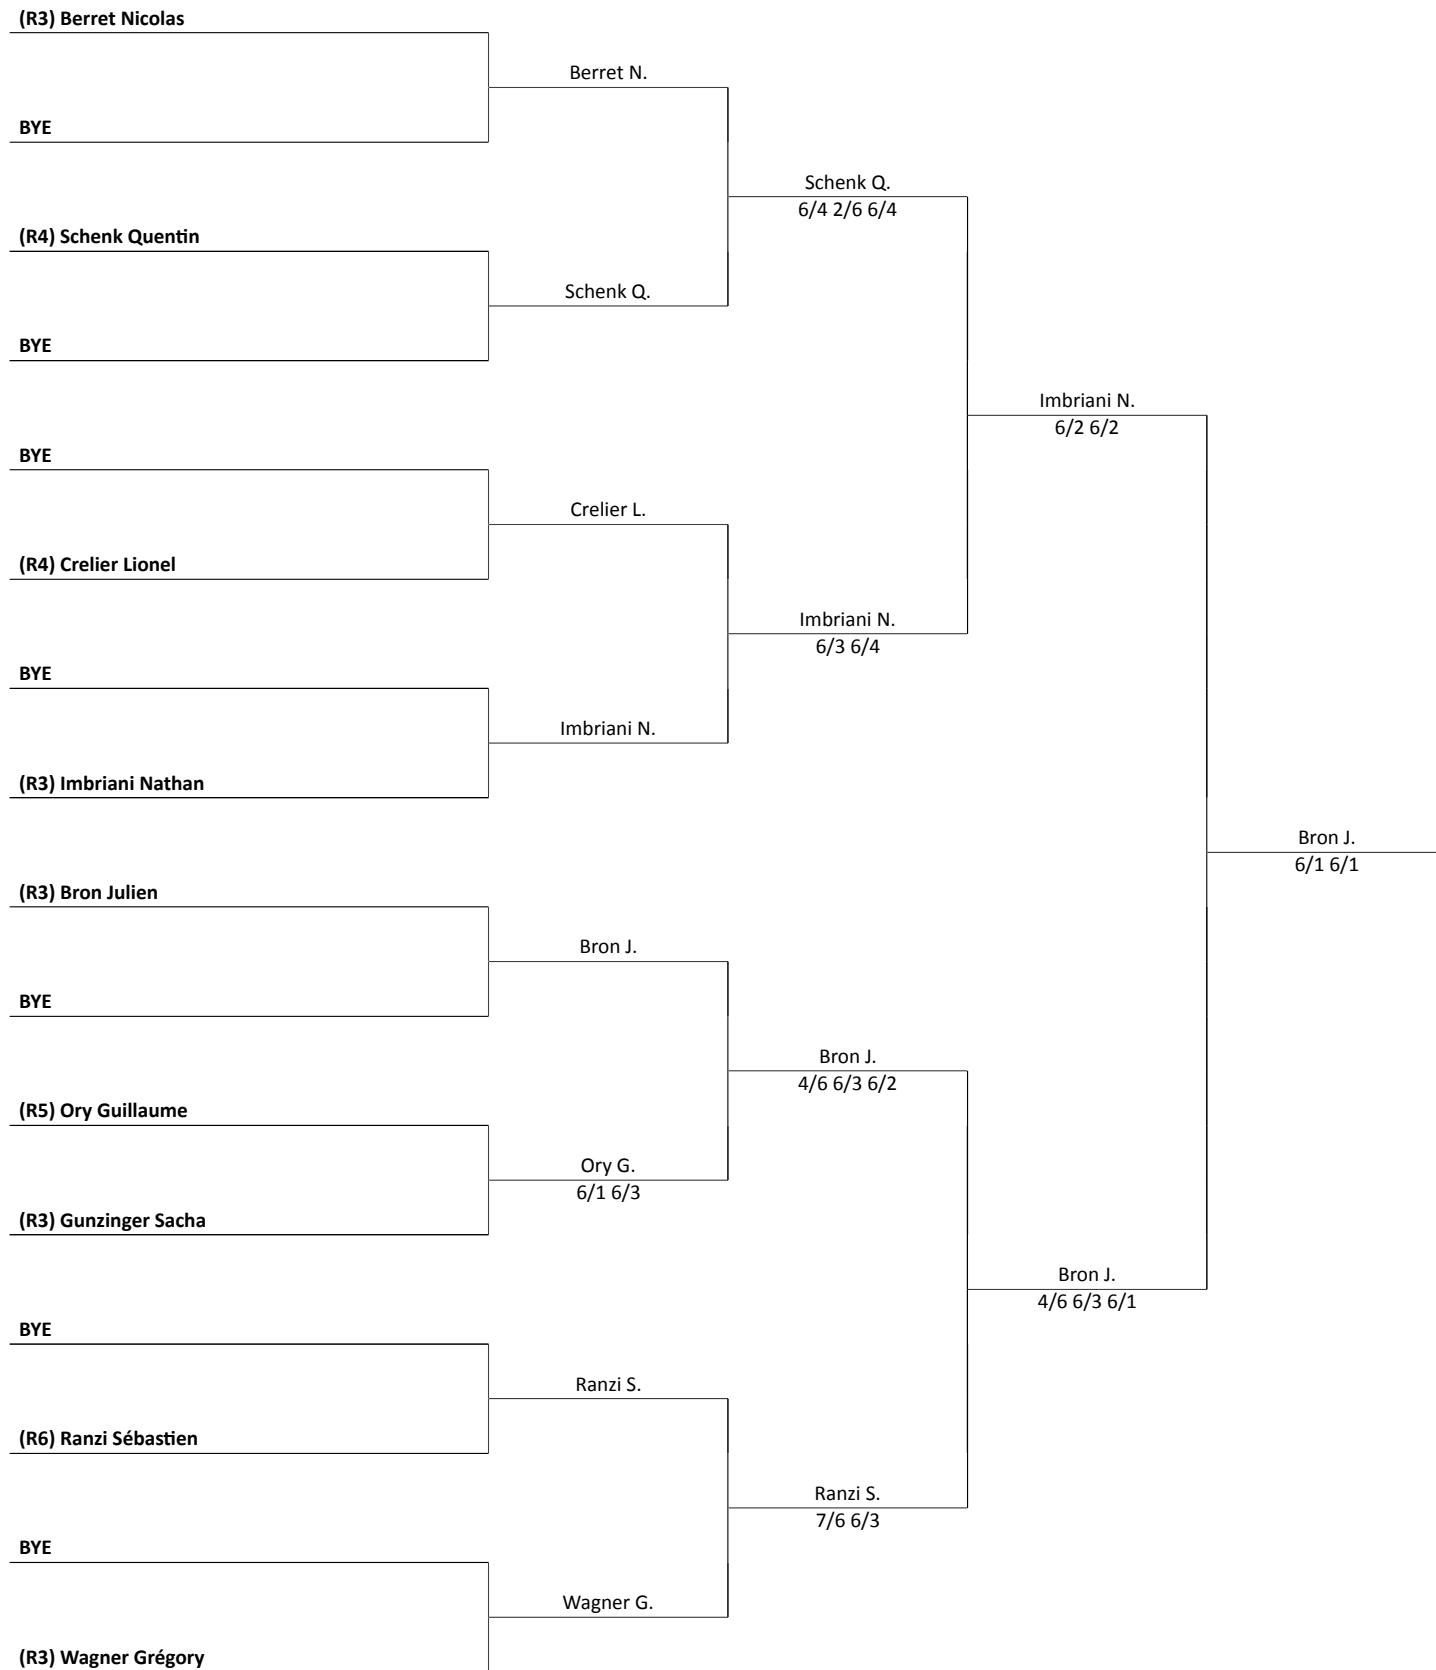 (R3) Berret Nicolas
Berret N.
BYE
Schenk Q.
6/4 2/6 6/4
(R4) Schenk Quentin
Schenk Q.
BYE
Imbriani N.
6/2 6/2
BYE
Crelier L.
(R4) Crelier Lionel
Imbriani N.
6/3 6/4
BYE
Imbriani N.
(R3) Imbriani Nathan
Bron J.
6/1 6/1
(R3) Bron Julien
Bron J.
BYE
Bron J.
4/6 6/3 6/2
(R5) Ory Guillaume
Ory G.
6/1 6/3
(R3) Gunzinger Sacha
Bron J.
4/6 6/3 6/1
BYE
Ranzi S.
(R6) Ranzi Sébastien
Ranzi S.
7/6 6/3
BYE
Wagner G.
(R3) Wagner Grégory